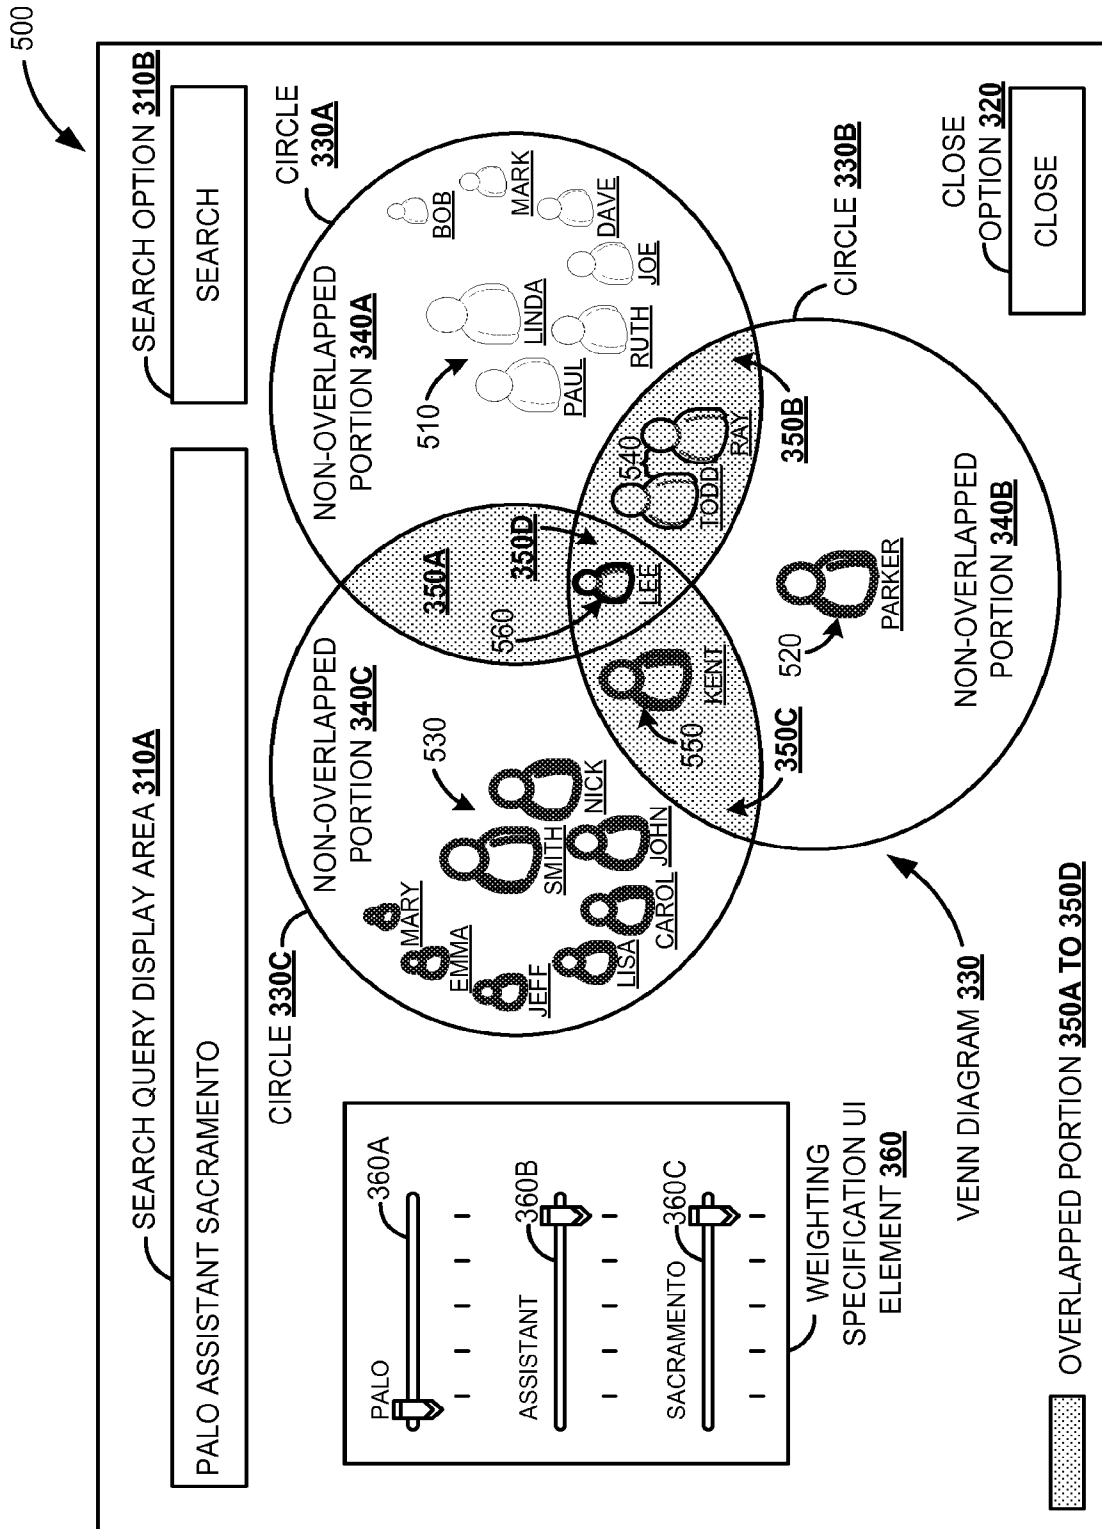 500
SEARCH QUERY DISPLAY AREA 310A
SEARCH OPTION 310B
PALO ASSISTANT SACRAMENTO
SEARCH
CIRCLE 330C
CIRCLE
330A
NON-OVERLAPPED
PORTION 340C
NON-OVERLAPPED
PORTION 340A
530
510
MARY
EMMA
JEFF
SMITH
NICK
LISA
CAROL
JOHN
PAUL
LINDA
RUTH
JOE
BOB
MARK
DAVE
350A
350D
560
LEE
540
TODD
RAY
550
KENT
350C
350B
520
PARKER
NON-OVERLAPPED
PORTION 340B
CIRCLE 330B
PALO
360A
ASSISTANT
360B
SACRAMENTO
360C
WEIGHTING
SPECIFICATION UI
ELEMENT 360
VENN DIAGRAM 330
CLOSE
OPTION 320
CLOSE
OVERLAPPED PORTION 350A TO 350D